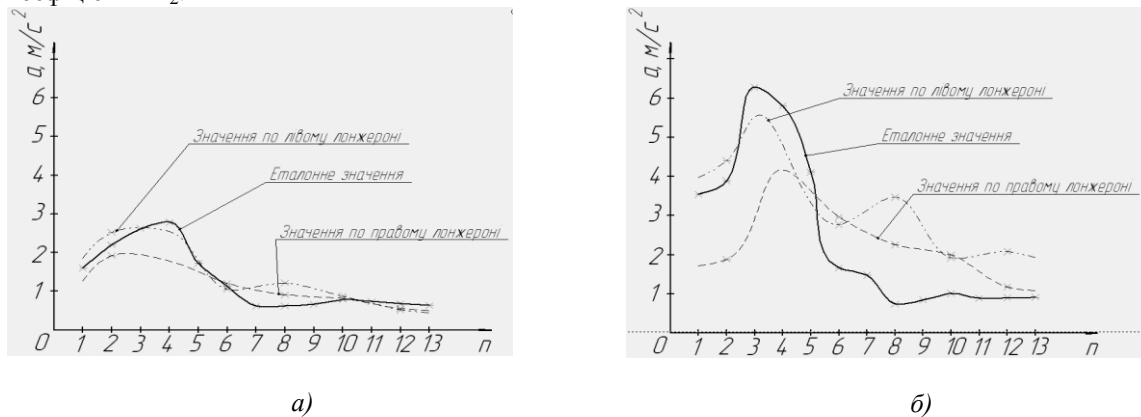 a, м/с²
6
5
4
3
2
1
0 1 2 3 4 5 6 7 8 9 10 11 12 13 n
Значення по лівому лонжероні
Еталонне значення
Значення по правому лонжероні
a, м/с²
6
5
4
3
2
1
0 1 2 3 4 5 6 7 8 9 10 11 12 13 n
Значення по лівому лонжероні
Еталонне значення
Значення по правому лонжероні
а) б)